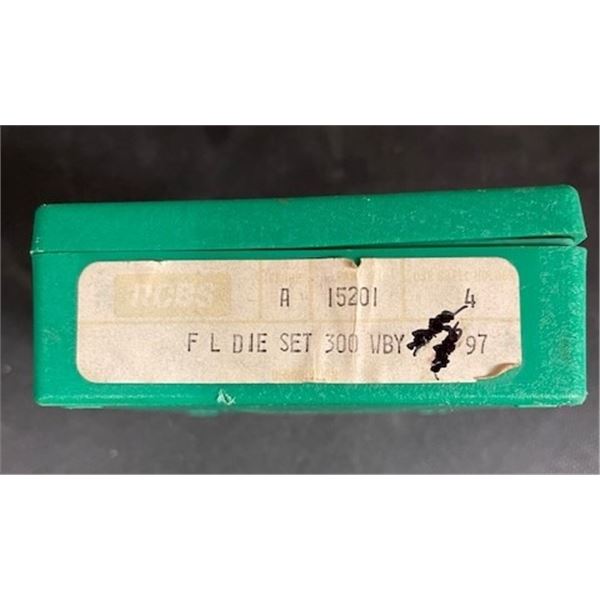 RCBS
A 15201 4
F L DIE SET 300 WBY 97